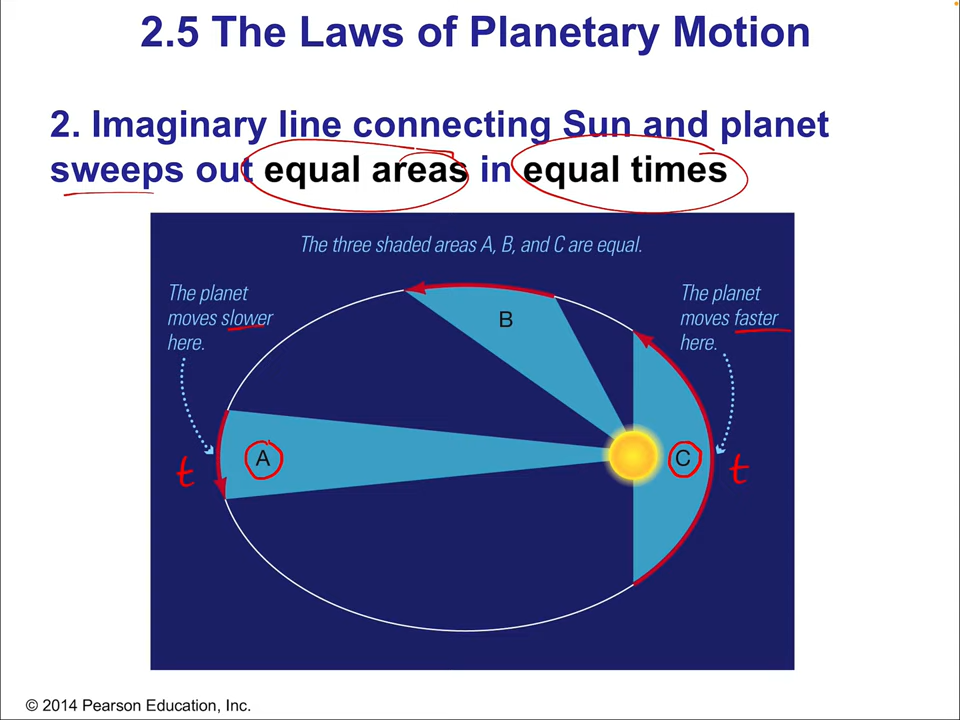 2.5 The Laws of Planetary Motion
2. Imaginary line connecting Sun and planet
sweeps out equal areas in equal times
The three shaded areas A, B, and C are equal.
The planet
moves slower
here.
The planet
moves faster
here.
B
A
C
t
t
© 2014 Pearson Education, Inc.